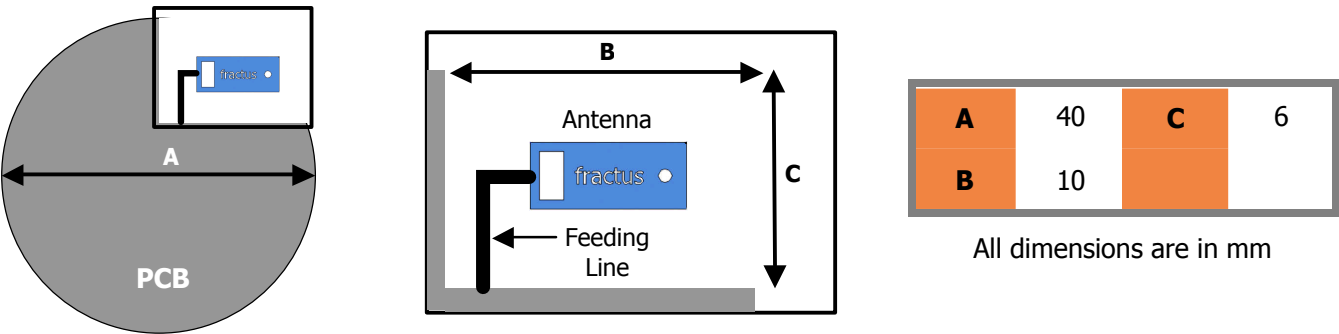 fractus
A
PCB
B
Antenna
fractus
C
Feeding
Line
A 40 C 6
B 10
All dimensions are in mm